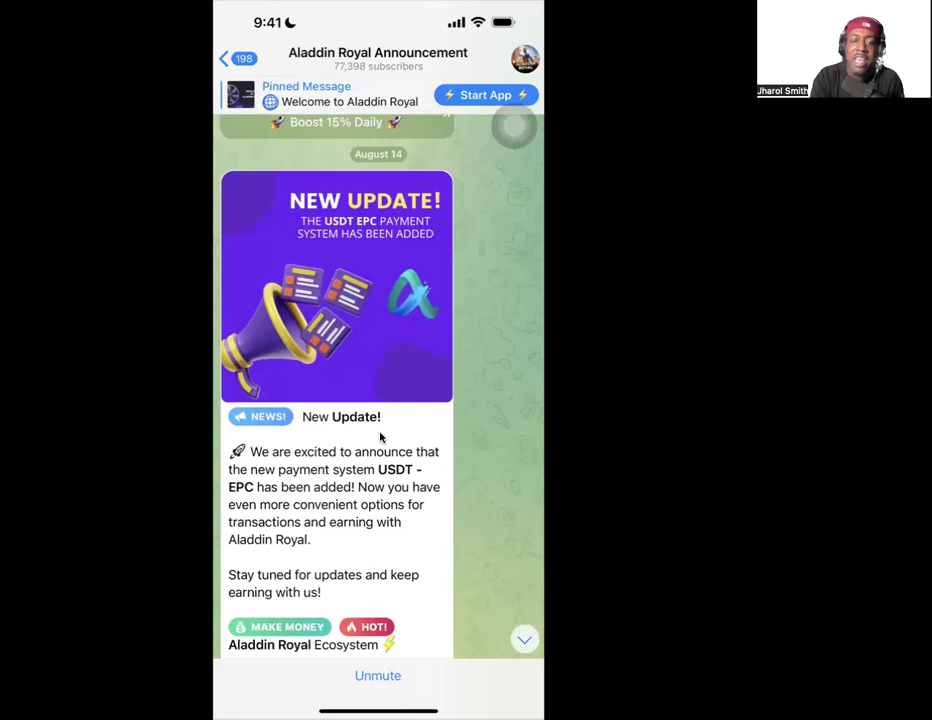 9:41
198
Aladdin Royal Announcement
77,398 subscribers
Pinned Message
Welcome to Aladdin Royal
Start App
Boost 15% Daily
August 14
NEW UPDATE!
THE USDT EPC PAYMENT
SYSTEM HAS BEEN ADDED
NEWS! New Update!
We are excited to announce that
the new payment system USDT -
EPC has been added! Now you have
even more convenient options for
transactions and earning with
Aladdin Royal.
Stay tuned for updates and keep
earning with us!
MAKE MONEY HOT!
Aladdin Royal Ecosystem
Unmute
Jharol Smith